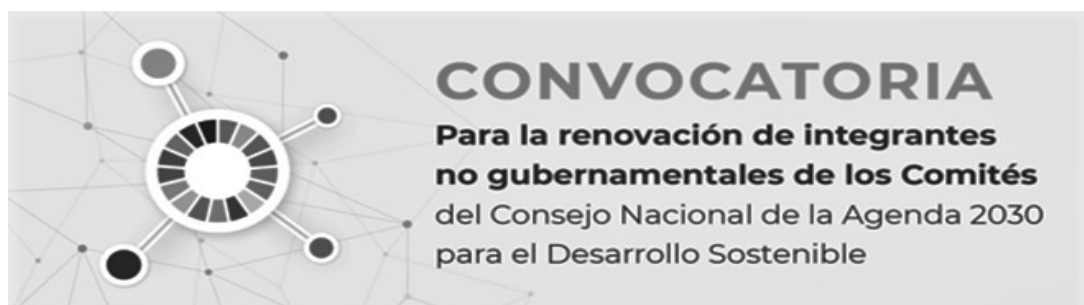 CONVOCATORIA
Para la renovación de integrantes
no gubernamentales de los Comités
del Consejo Nacional de la Agenda 2030
para el Desarrollo Sostenible